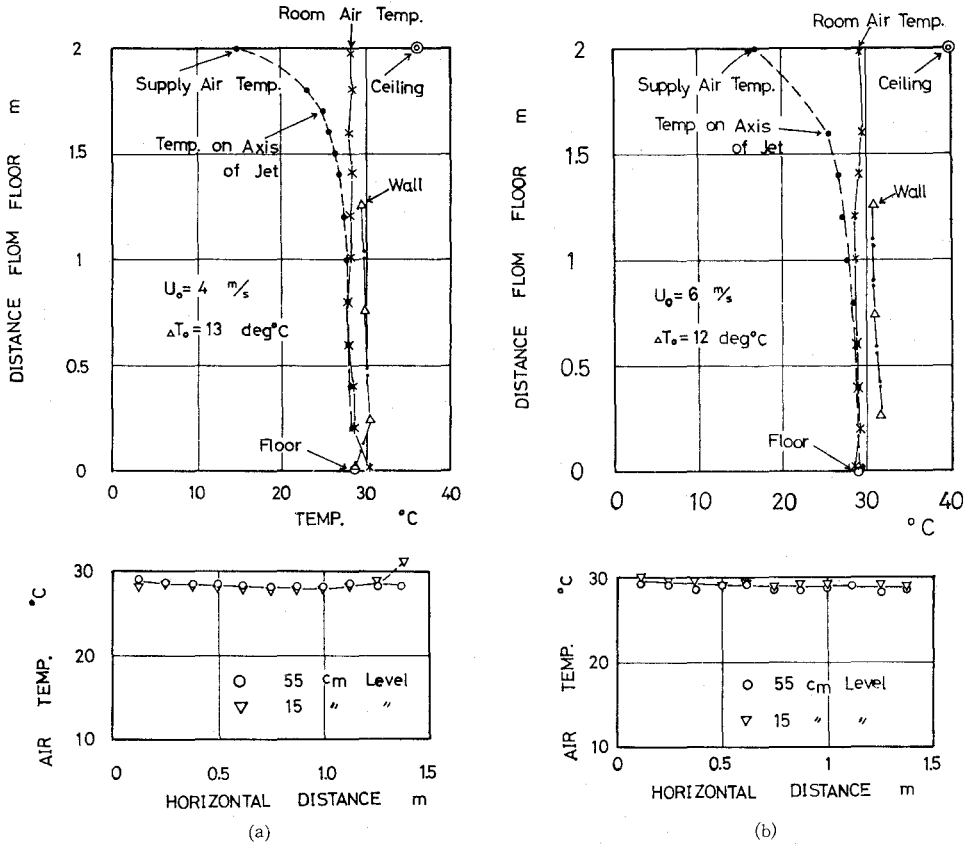 Room Air Temp.
2
Supply Air Temp.
Ceiling
Temp. on Axis
of Jet
1.5
Wall
1
U₀ = 4 m/s
△T₀ = 13 deg°C
0.5
Floor
0
0 10 20 30 40
TEMP. °C
DISTANCE FLOM FLOOR m
30
20
10
AIR TEMP. °C
○ 55 cm Level
▽ 15 〃 〃
0 0.5 1.0 1.5
HORIZONTAL DISTANCE m
(a)
Room Air Temp.
2
Supply Air Temp.
Ceiling
Temp on Axis
of Jet
1.5
Wall
1
U₀ = 6 m/s
△T₀ = 12 deg°C
0.5
Floor
0
0 10 20 30 40
°C
DISTANCE FLOM FLOOR m
30
20
10
AIR TEMP. °C
○ 55 cm Level
▽ 15 〃 〃
0 0.5 1 1.5
HORIZONTAL DISTANCE m
(b)